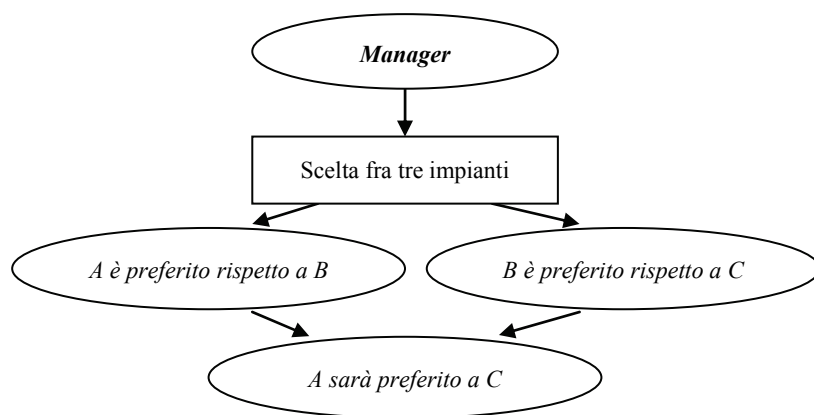 Manager
Scelta fra tre impianti
A è preferito rispetto a B
B è preferito rispetto a C
A sarà preferito a C